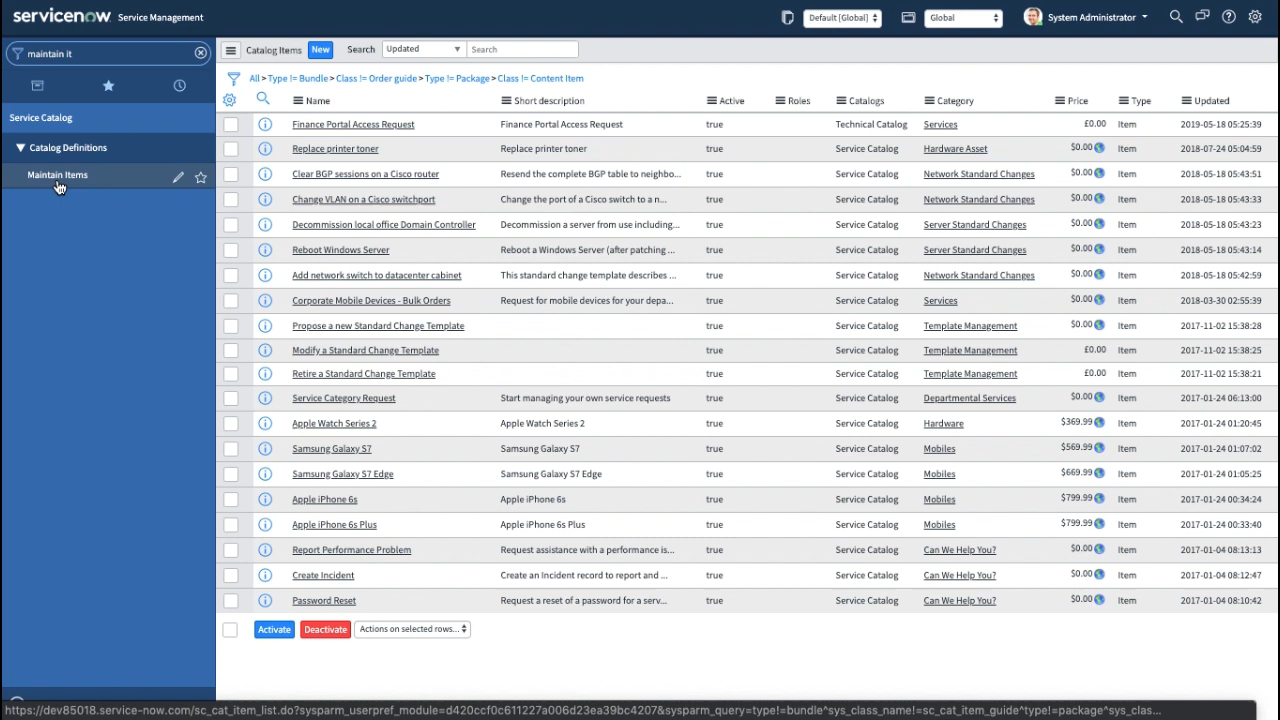 servicenow Service Management
Default [Global]
Global
System Administrator
maintain it
Catalog Items New Search Updated Search
Service Catalog
Catalog Definitions
Maintain Items
All > Type != Bundle > Class != Order guide > Type != Package > Class != Content Item
Name Short description Active Roles Catalogs Category Price Type Updated
Finance Portal Access Request Finance Portal Access Request true Technical Catalog Services £0.00 Item 2019-05-18 05:25:39
Replace printer toner Replace printer toner true Service Catalog Hardware Asset $0.00 Item 2018-07-24 05:04:59
Clear BGP sessions on a Cisco router Resend the complete BGP table to neighbo... true Service Catalog Network Standard Changes $0.00 Item 2018-05-18 05:43:51
Change VLAN on a Cisco switchport Change the port of a Cisco switch to a n... true Service Catalog Network Standard Changes $0.00 Item 2018-05-18 05:43:33
Decommission local office Domain Controller Decommission a server from use including... true Service Catalog Server Standard Changes $0.00 Item 2018-05-18 05:43:23
Reboot Windows Server Reboot a Windows Server (after patching ... true Service Catalog Server Standard Changes $0.00 Item 2018-05-18 05:43:14
Add network switch to datacenter cabinet This standard change template describes ... true Service Catalog Network Standard Changes $0.00 Item 2018-05-18 05:42:59
Corporate Mobile Devices - Bulk Orders Request for mobile devices for your depa... true Service Catalog Services $0.00 Item 2018-03-30 02:55:39
Propose a new Standard Change Template true Service Catalog Template Management $0.00 Item 2017-11-02 15:38:28
Modify a Standard Change Template true Service Catalog Template Management £0.00 Item 2017-11-02 15:38:25
Retire a Standard Change Template true Service Catalog Template Management £0.00 Item 2017-11-02 15:38:21
Service Category Request Start managing your own service requests true Service Catalog Departmental Services $0.00 Item 2017-01-24 06:13:00
Apple Watch Series 2 Apple Watch Series 2 true Service Catalog Hardware $369.99 Item 2017-01-24 01:20:45
Samsung Galaxy S7 Samsung Galaxy S7 true Service Catalog Mobiles $569.99 Item 2017-01-24 01:07:02
Samsung Galaxy S7 Edge Samsung Galaxy S7 Edge true Service Catalog Mobiles $669.99 Item 2017-01-24 01:05:25
Apple iPhone 6s Apple iPhone 6s true Service Catalog Mobiles $799.99 Item 2017-01-24 00:34:24
Apple iPhone 6s Plus Apple iPhone 6s Plus true Service Catalog Mobiles $799.99 Item 2017-01-24 00:33:40
Report Performance Problem Request assistance with a performance is... true Service Catalog Can We Help You? $0.00 Item 2017-01-04 08:13:13
Create Incident Create an Incident record to report and ... true Service Catalog Can We Help You? $0.00 Item 2017-01-04 08:12:47
Password Reset Request a reset of a password for a serv... true Service Catalog Can We Help You? $0.00 Item 2017-01-04 08:10:42
Activate Deactivate Actions on selected rows...
https://dev85018.service-now.com/sc_cat_item_list.do?sysparm_userpref_module=d420ccf0c611227a006d23ea39bc4207&sysparm_query=type!=bundle^sys_class_name!=sc_cat_item_guide^type!=package^sys_clas...